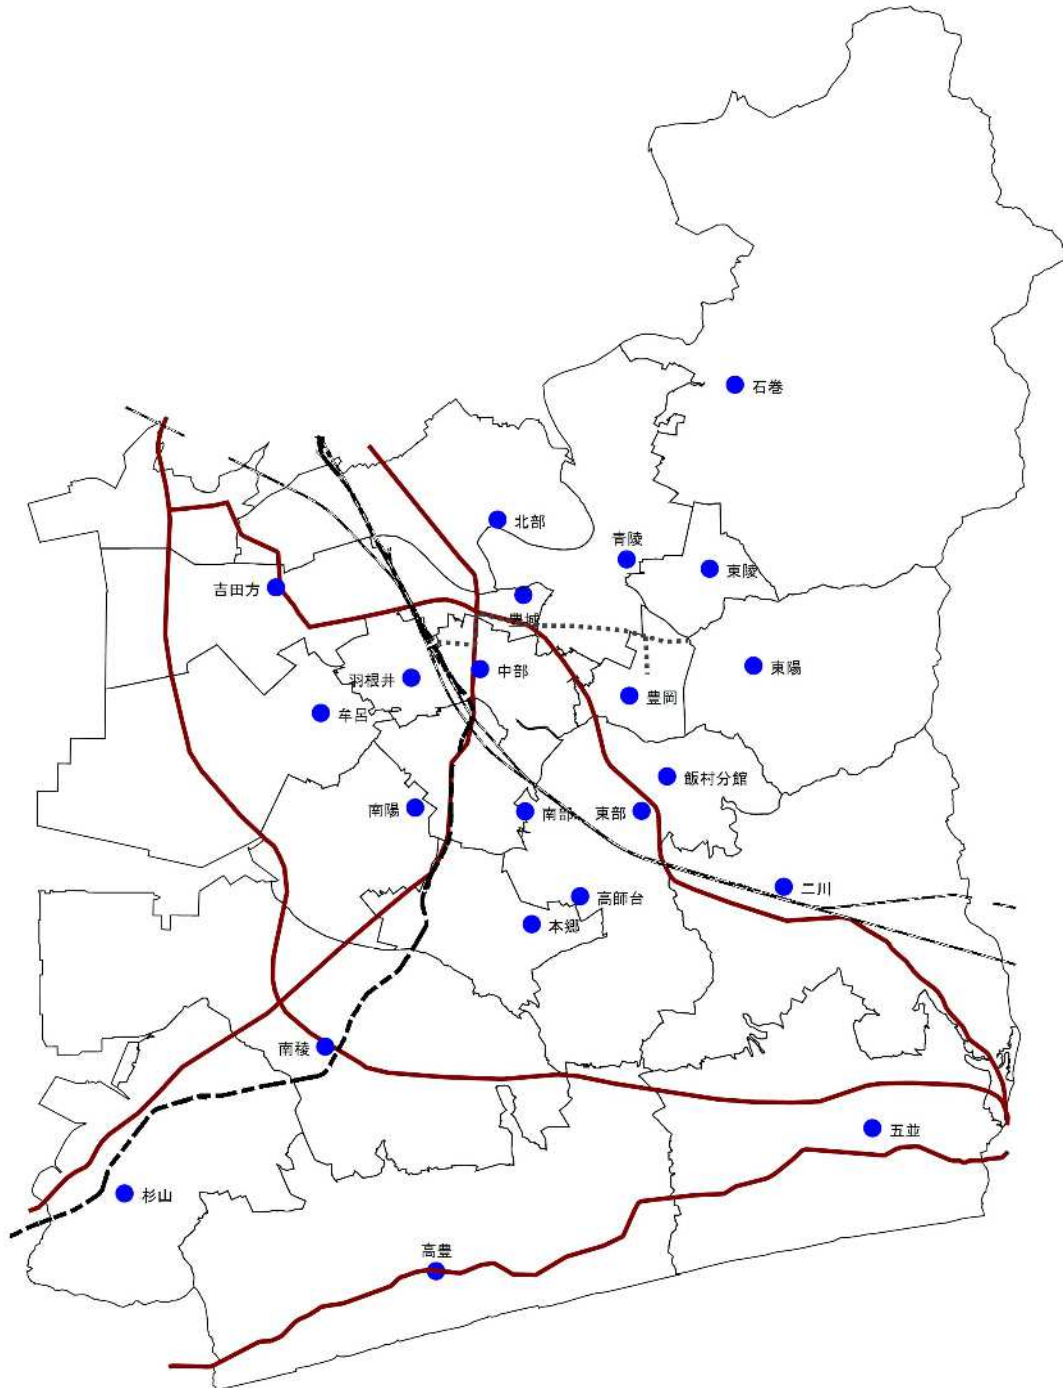 石巻
北部
青陵
東陵
吉田方
豊城
東陽
中部
羽根井
豊岡
牟呂
飯村分館
南陽
南部
東部
二川
高師台
本郷
南稜
五並
杉山
高豊